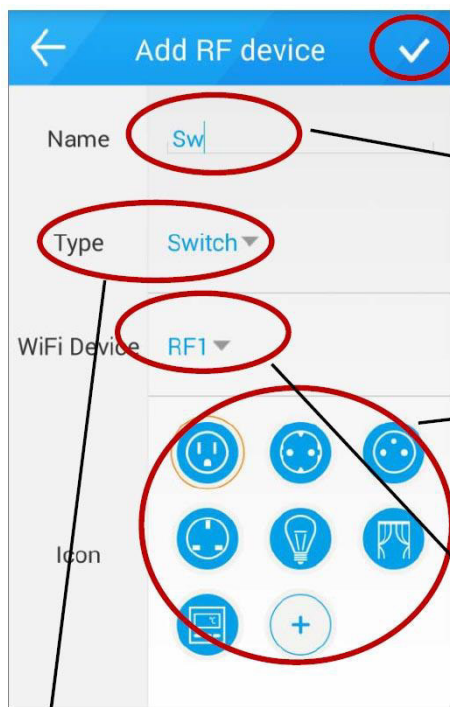 Add RF device
Name Sw
Type Switch
WiFi Device RF1
Icon